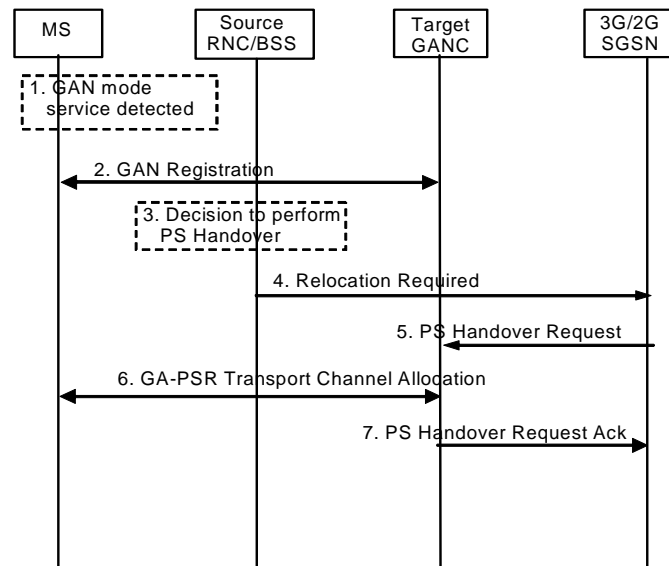 MS
Source
RNC/BSS
Target
GANC
3G/2G
SGSN
1. GAN mode
service detected
2. GAN Registration
3. Decision to perform
PS Handover
4. Relocation Required
5. PS Handover Request
6. GA-PSR Transport Channel Allocation
7. PS Handover Request Ack